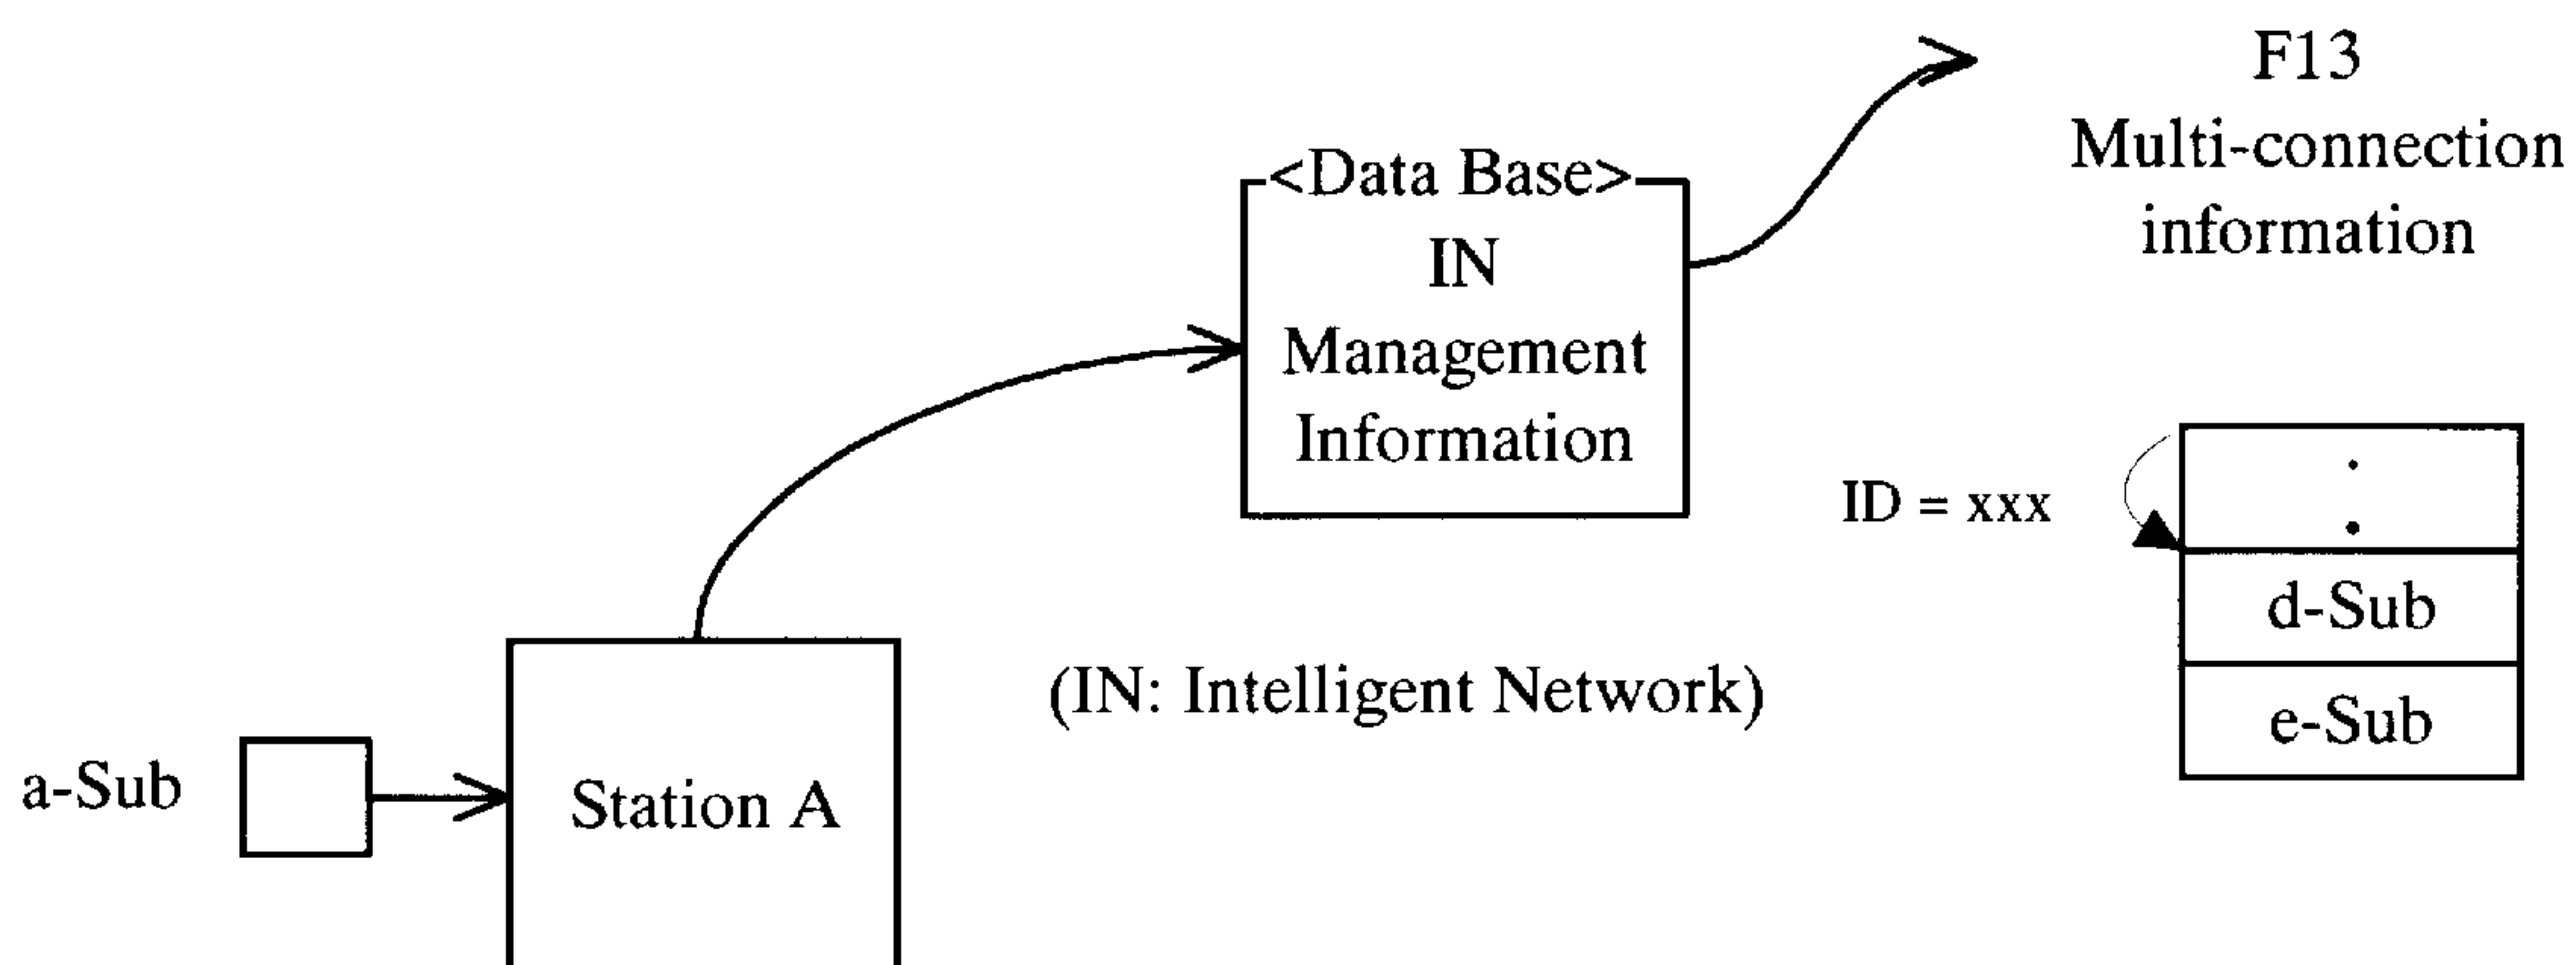 F13
Multi-connection
information
<Data Base>
IN
Management
Information
ID = xxx
d-Sub
e-Sub
(IN: Intelligent Network)
a-Sub
Station A